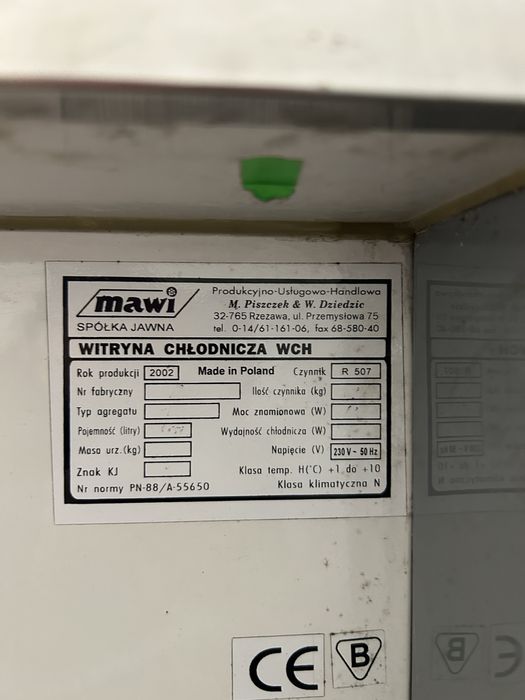 mawi ®
SPÓŁKA JAWNA
Produkcyjno-Usługowo-Handlowa
M. Piszczek & W. Dziedzic
32-765 Rzezawa, ul. Przemysłowa 75
tel. 0-14/61-161-06, fax 68-580-40
WITRYNA CHŁODNICZA WCH
Rok produkcji 2002 Made in Poland Czynnik R 507
Nr fabryczny Ilość czynnika (kg)
Typ agregatu Moc znamionowa (W)
Pojemność (litry) Wydajność chłodnicza (W)
Masa urz.(kg) Napięcie (V) 230 V ~ 50 Hz
Znak KJ Klasa temp. H(°C) +1 do +10
Nr normy PN-88/A-55650 Klasa klimatyczna N
CE B